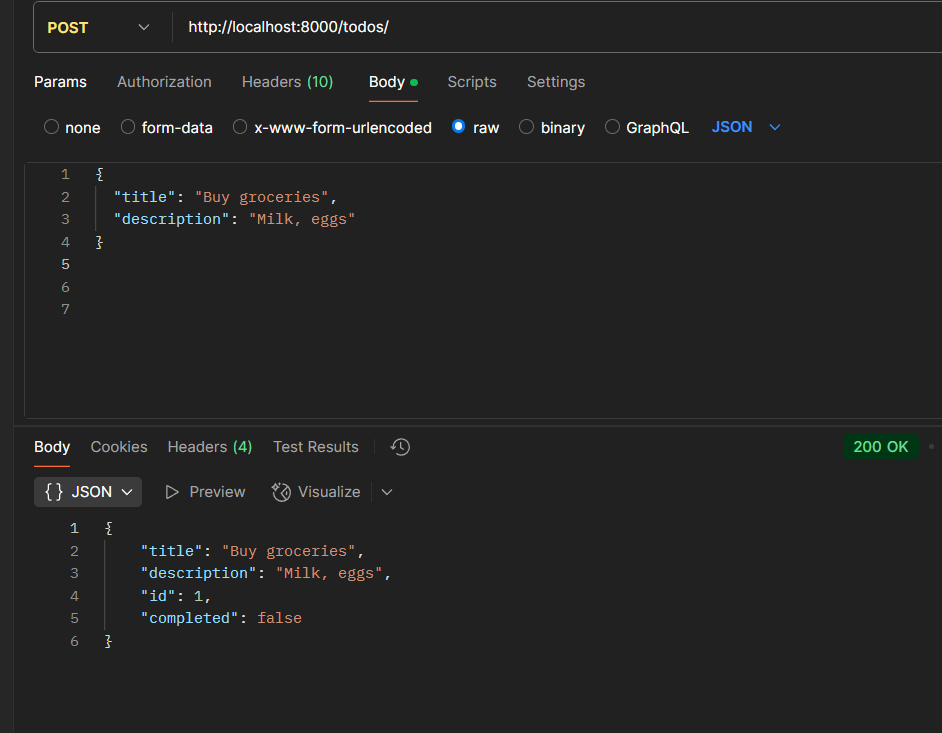 POST http://localhost:8000/todos/
Params Authorization Headers (10) Body Scripts Settings
none form-data x-www-form-urlencoded raw binary GraphQL JSON
1 {
2 "title": "Buy groceries",
3 "description": "Milk, eggs"
4 }
5
6
7
Body Cookies Headers (4) Test Results 200 OK
{} JSON Preview Visualize
1 {
2 "title": "Buy groceries",
3 "description": "Milk, eggs",
4 "id": 1,
5 "completed": false
6 }